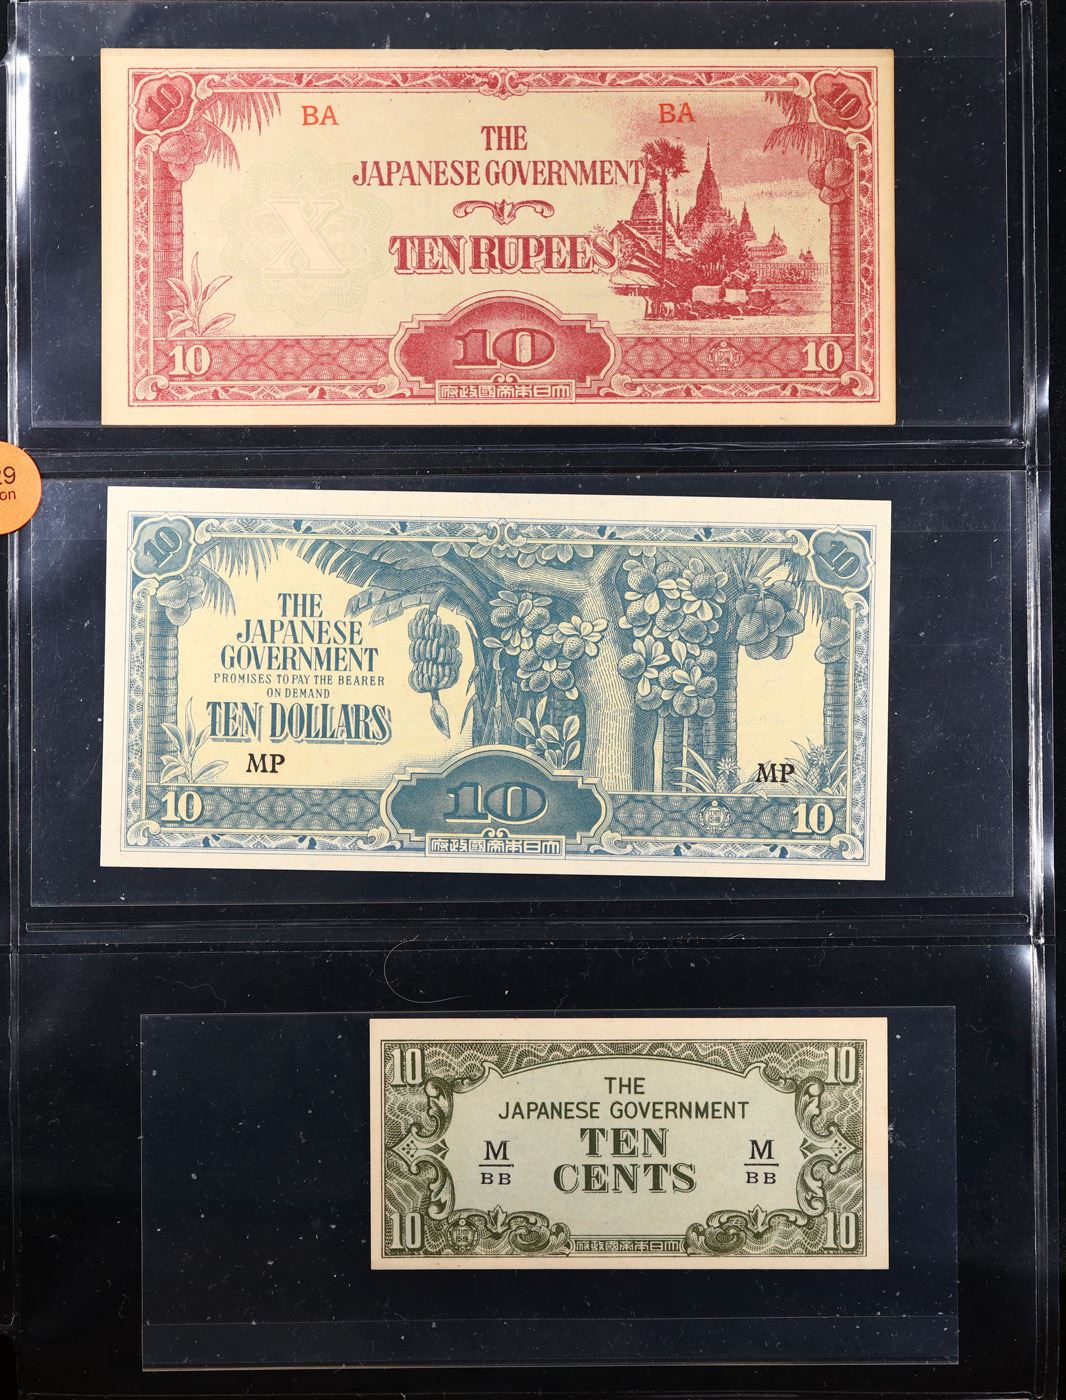 10
10
BA
BA
THE
JAPANESE GOVERNMENT
X
TEN RUPEES
10
10
10
府政國帝本日大
29
on
10
10
THE
JAPANESE
GOVERNMENT
PROMISES TO PAY THE BEARER
ON DEMAND
TEN DOLLARS
MP
MP
10
10
10
府政國帝本日大
10
10
THE
JAPANESE GOVERNMENT
TEN
CENTS
M
BB
M
BB
10
10
府政國帝本日大